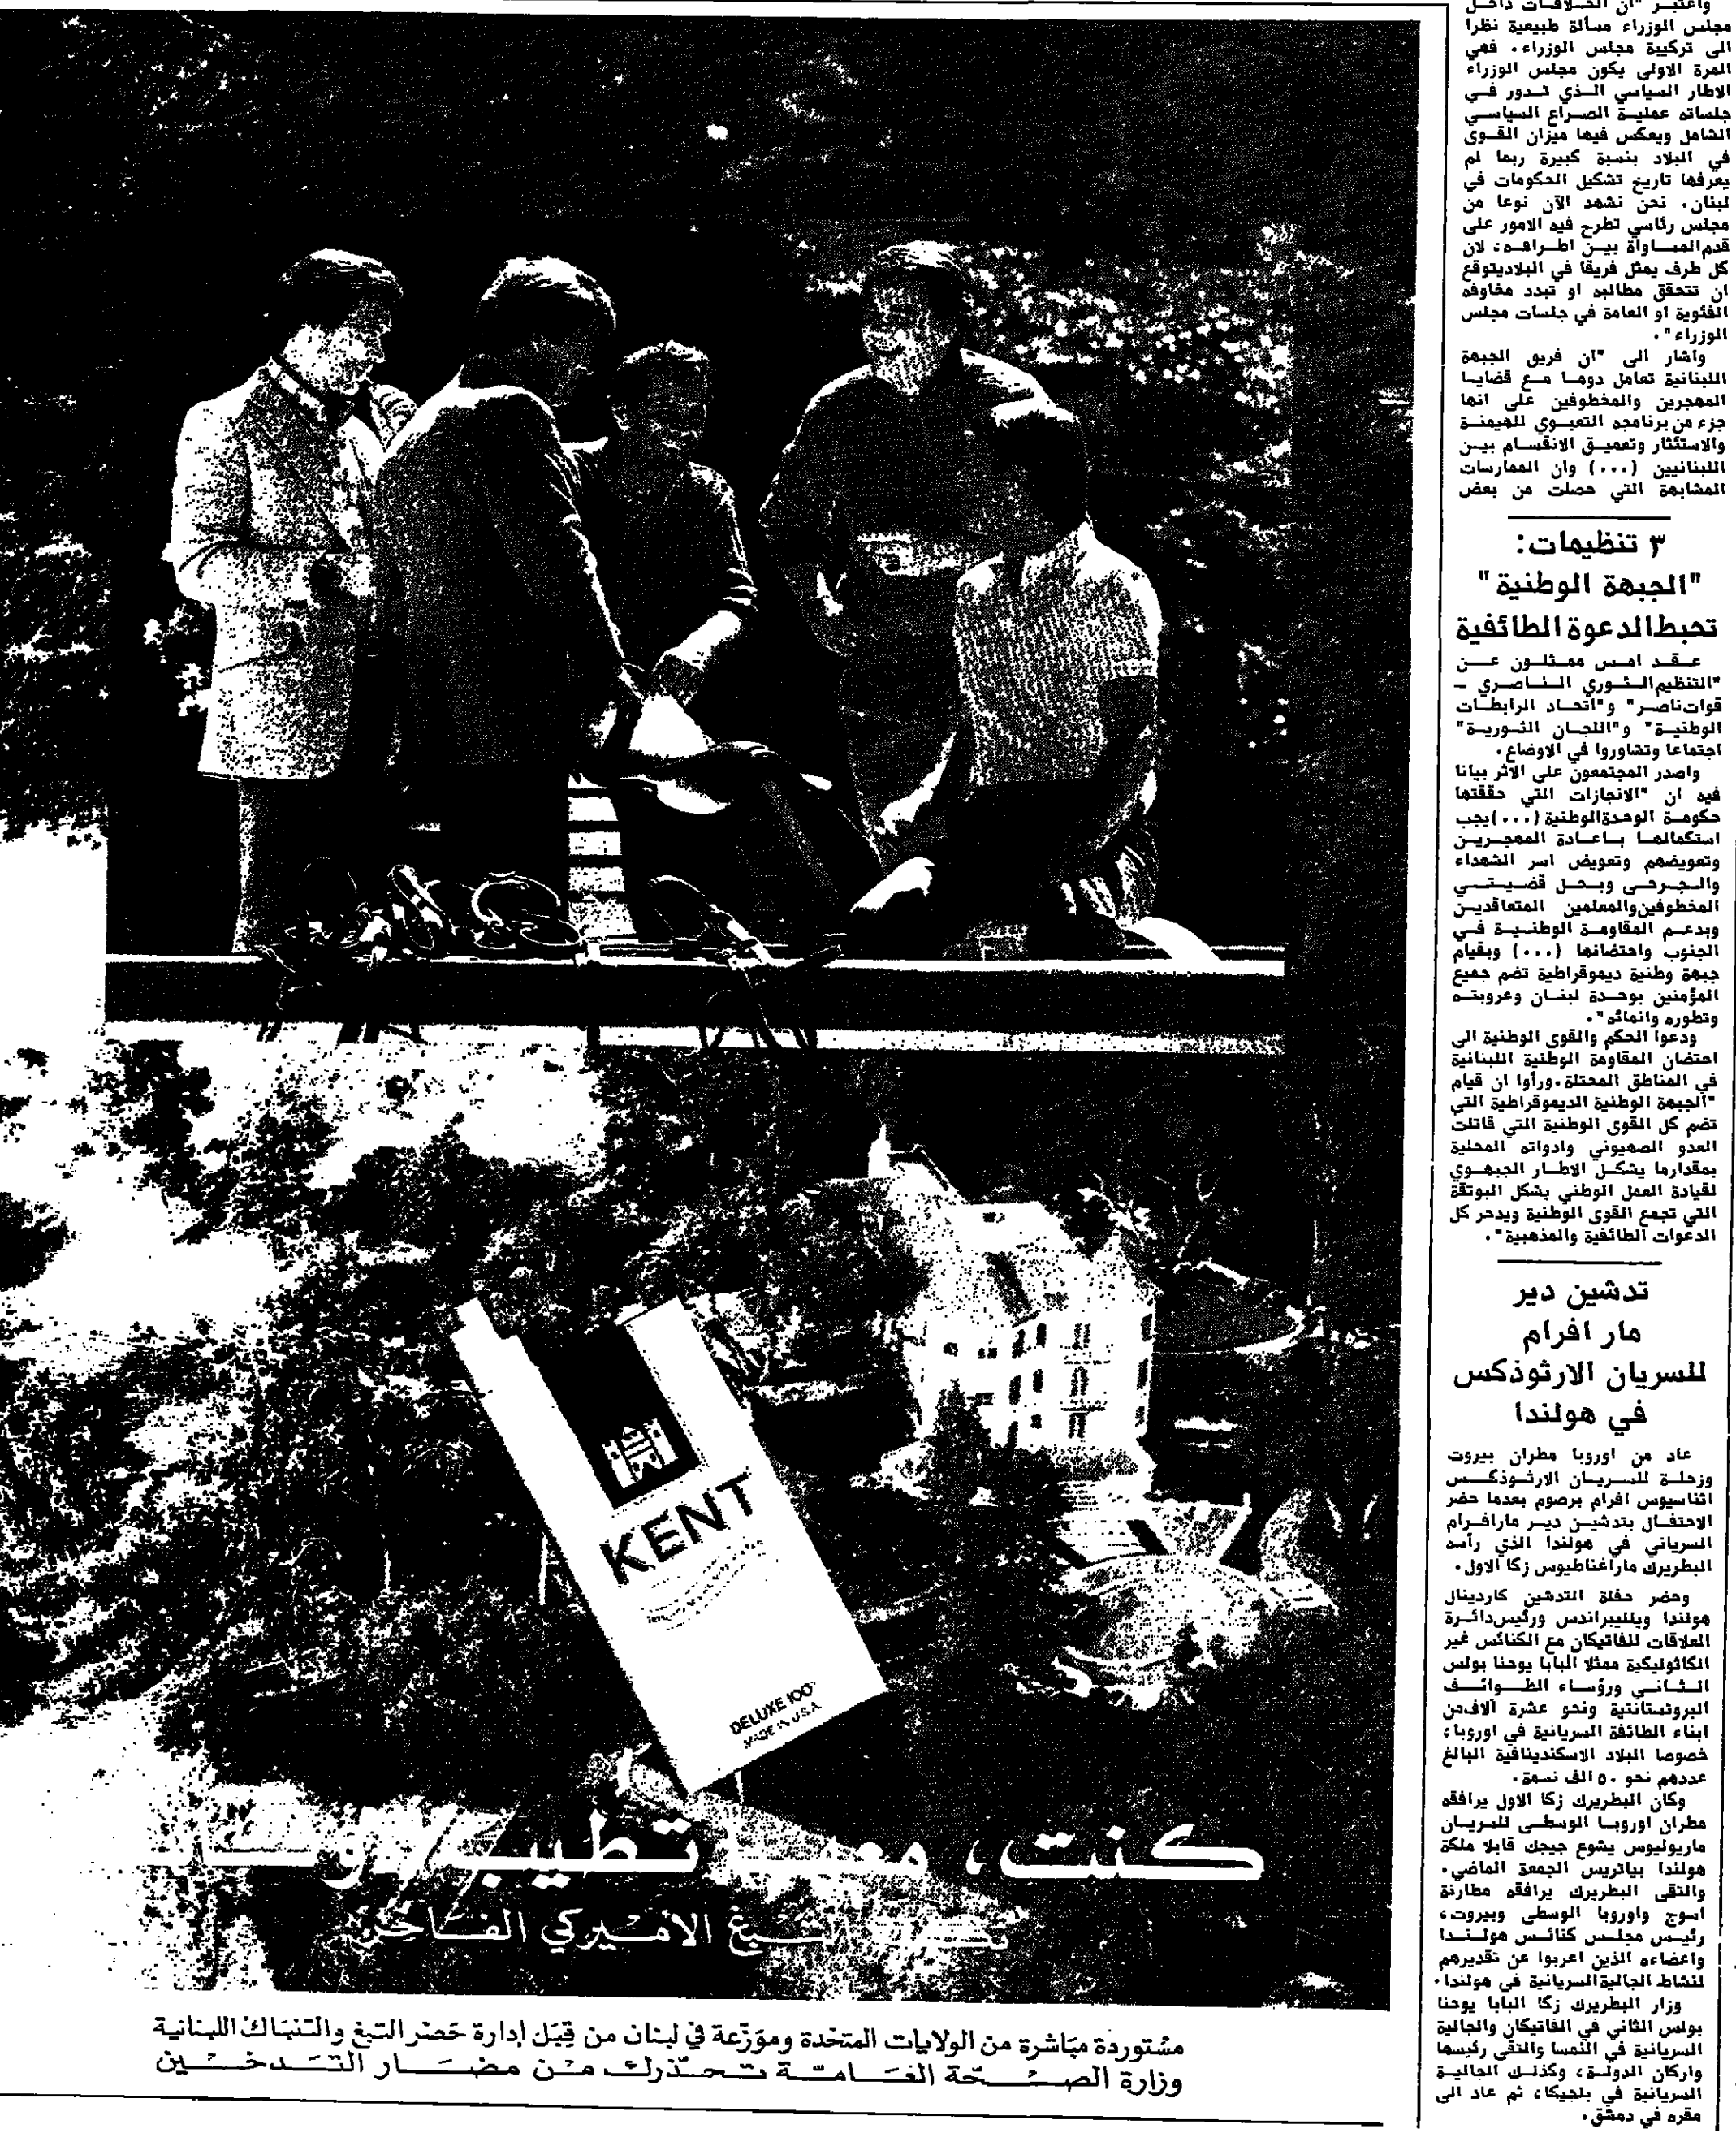 واعتبر "ان الخلافات داخل
مجلس الوزراء مسألة طبيعية نظرا
الى تركيبة مجلس الوزراء. فهي
المرة الاولى يكون مجلس الوزراء
الاطار السياسي الذي تدور في
جلساته عملية الصراع السياسي
الشامل ويعكس فيها ميزان القوى
في البلاد بنسبة كبيرة ربما لم
يعرفها تاريخ تشكيل الحكومات في
لبنان. نحن نشهد الآن نوعا من
مجلس رئاسي تطرح فيه الامور على
قدم المساواة بين اطرافه، لان
كل طرف يمثل فريقا في البلاد يتوقع
ان تتحقق مطالبه او تبدد مخاوفه
الفئوية او العامة في جلسات مجلس
الوزراء".
واشار الى "ان فريق الجبهة
اللبنانية تعامل دوما مع قضايا
المهجرين والمخطوفين على انها
جزء من برنامجه التعبوي للهيمنة
والاستئثار وتعميق الانقسام بين
اللبنانيين (...) وان الممارسات
المشابهة التي حصلت من بعض
٣ تنظيمات:
"الجبهة الوطنية"
تحبط الدعوة الطائفية
عقد امس ممثلون عن
"التنظيم الثوري الناصري -
قوات ناصر" و"اتحاد الرابطات
الوطنية" و"اللجان الثورية"
اجتماعا وتشاوروا في الاوضاع.
واصدر المجتمعون على الاثر بيانا
فيه ان "الانجازات التي حققتها
حكومة الوحدة الوطنية (...) يجب
استكمالها باعادة المهجرين
وتعويضهم وتعويض اسر الشهداء
والجرحى وبحل قضيتي
المخطوفين والمعلمين المتعاقدين
وبدعم المقاومة الوطنية في
الجنوب واحتضانها (...) وبقيام
جبهة وطنية ديموقراطية تضم جميع
المؤمنين بوحدة لبنان وعروبته
وتطوره وانمائه".
ودعوا الحكم والقوى الوطنية الى
احتضان المقاومة الوطنية اللبنانية
في المناطق المحتلة. ورأوا ان قيام
"الجبهة الوطنية الديموقراطية التي
تضم كل القوى الوطنية التي قاتلت
العدو الصهيوني وادواته المحلية
بمقدارها يشكل الاطار الجبهوي
لقيادة العمل الوطني بشكل البوتقة
التي تجمع القوى الوطنية ويدحر كل
الدعوات الطائفية والمذهبية".
تدشين دير
مار افرام
للسريان الارثوذكس
في هولندا
عاد من اوروبا مطران بيروت
وزحلة للسريان الارثوذكس
اثناسيوس افرام برصوم بعدما حضر
الاحتفال بتدشين دير مار افرام
السرياني في هولندا الذي رأسه
البطريرك مار اغناطيوس زكا الاول.
وحضر حفلة التدشين كاردينال
هولندا ويلليبراندس ورئيس دائرة
العلاقات للفاتيكان مع الكنائس غير
الكاثوليكية ممثلا البابا يوحنا بولس
الثاني ورؤساء الطوائف
البروتستانتية ونحو عشرة آلاف من
ابناء الطائفة السريانية في اوروبا،
خصوصا البلاد الاسكندينافية البالغ
عددهم نحو ٥٠ الف نسمة.
وكان البطريرك زكا الاول يرافقه
مطران اوروبا الوسطى للسريان
ماريوليوس يشوع جيجك قابلا ملكة
هولندا بياتريس الجمعة الماضي.
والتقى البطريرك يرافقه مطارنة
اسوج واوروبا الوسطى وبيروت،
رئيس مجلس كنائس هولندا
واعضاءه الذين اعربوا عن تقديرهم
لنشاط الجالية السريانية في هولندا.
وزار البطريرك زكا البابا يوحنا
بولس الثاني في الفاتيكان والجالية
السريانية في النمسا والتقى رئيسها
واركان الدولة، وكذلك الجالية
السريانية في بلجيكا، ثم عاد الى
مقره في دمشق.
KENT
DELUXE 100's
MADE IN U.S.A.
كنت، معه تطيب
التبغ الاميركي الفاخر
مستوردة مباشرة من الولايات المتحدة وموزّعة في لبنان من قِبَل إدارة حَصر التبغ والتنباك اللبنانية
وزارة الصحّة العَامّة تحذّرك من مضار التدخين